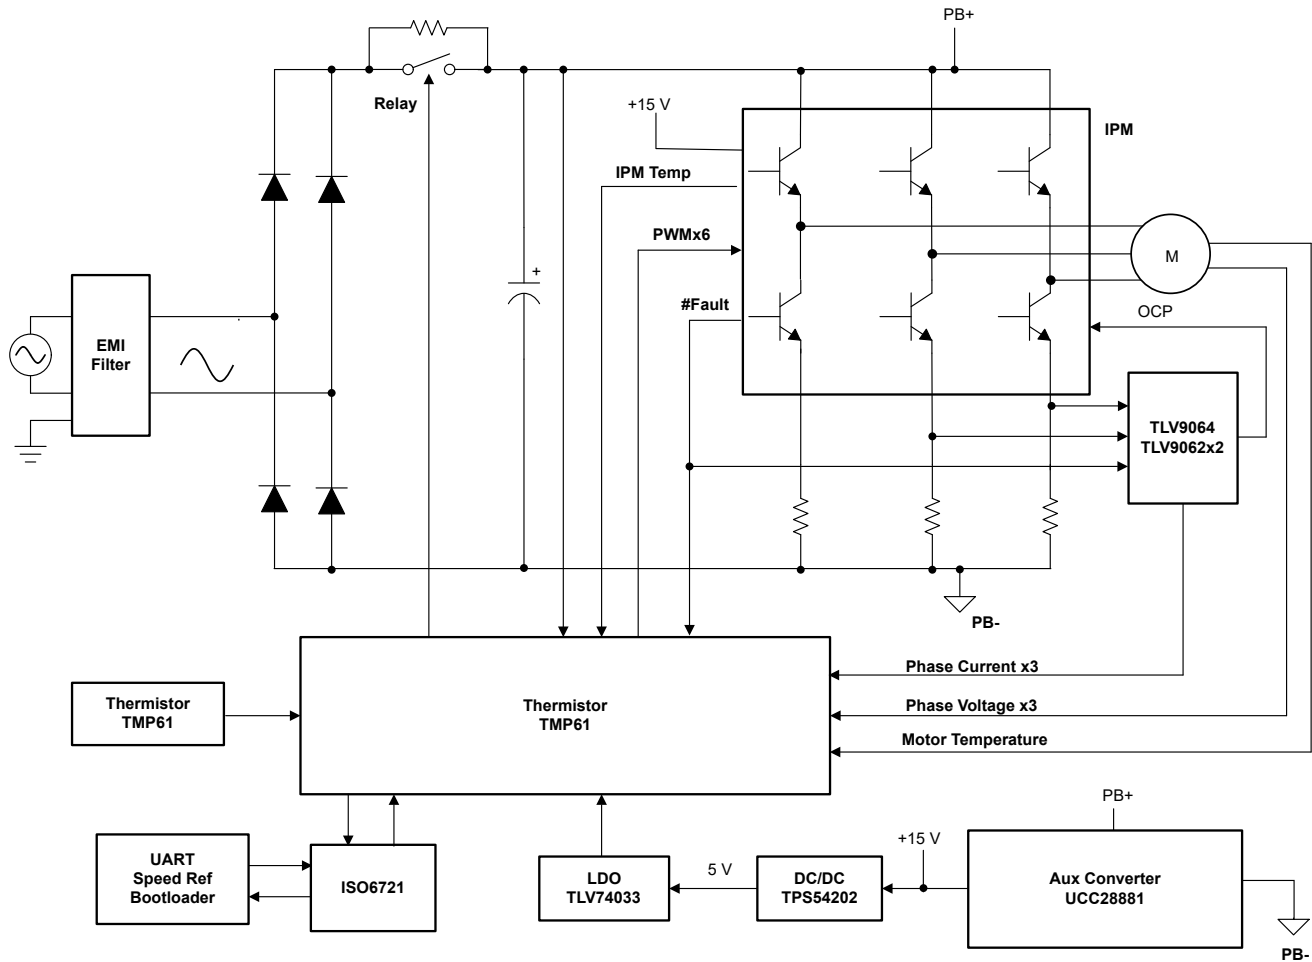 PB+
Relay
+15 V
IPM
IPM Temp
PWMx6
M
+
#Fault
OCP
EMI
Filter
TLV9064
TLV9062x2
PB-
Phase Current x3
Thermistor
TMP61
Thermistor
TMP61
Phase Voltage x3
Motor Temperature
PB+
+15 V
UART
Speed Ref
Bootloader
ISO6721
LDO
TLV74033
5 V
DC/DC
TPS54202
Aux Converter
UCC28881
PB-